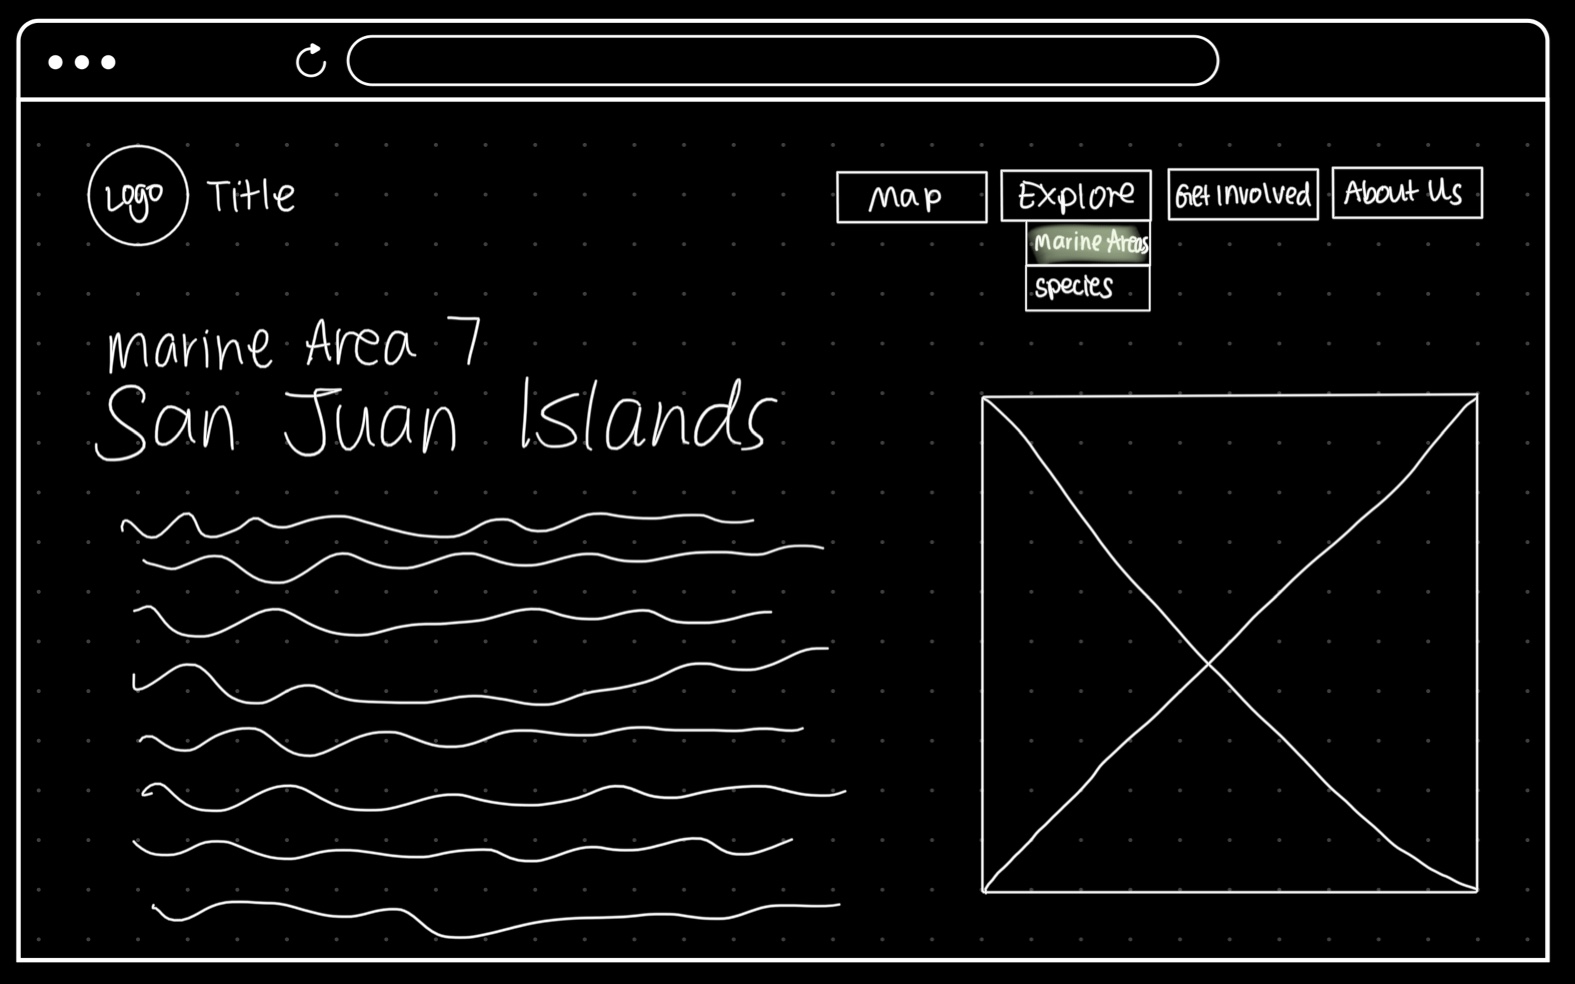 Logo
Title
Map
Explore
Get Involved
About Us
Marine Areas
species
marine Area 7
San Juan Islands